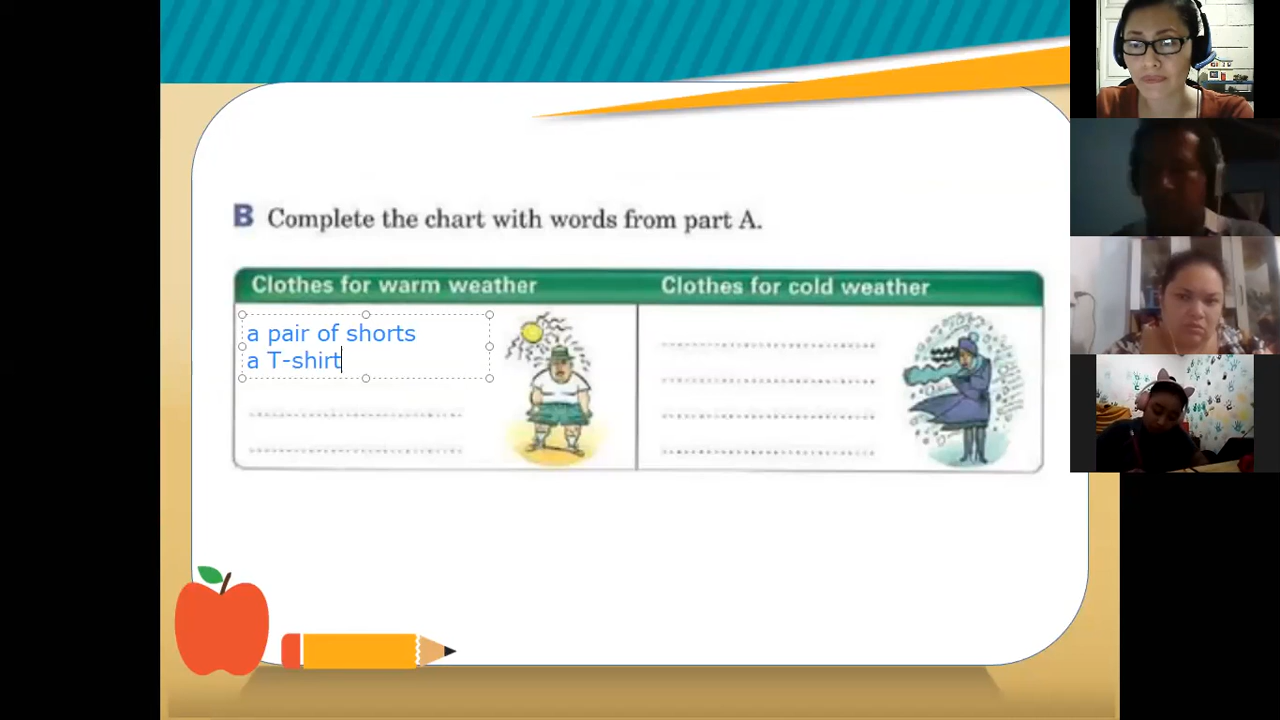 B Complete the chart with words from part A.
Clothes for warm weather
Clothes for cold weather
a pair of shorts
a T-shirt